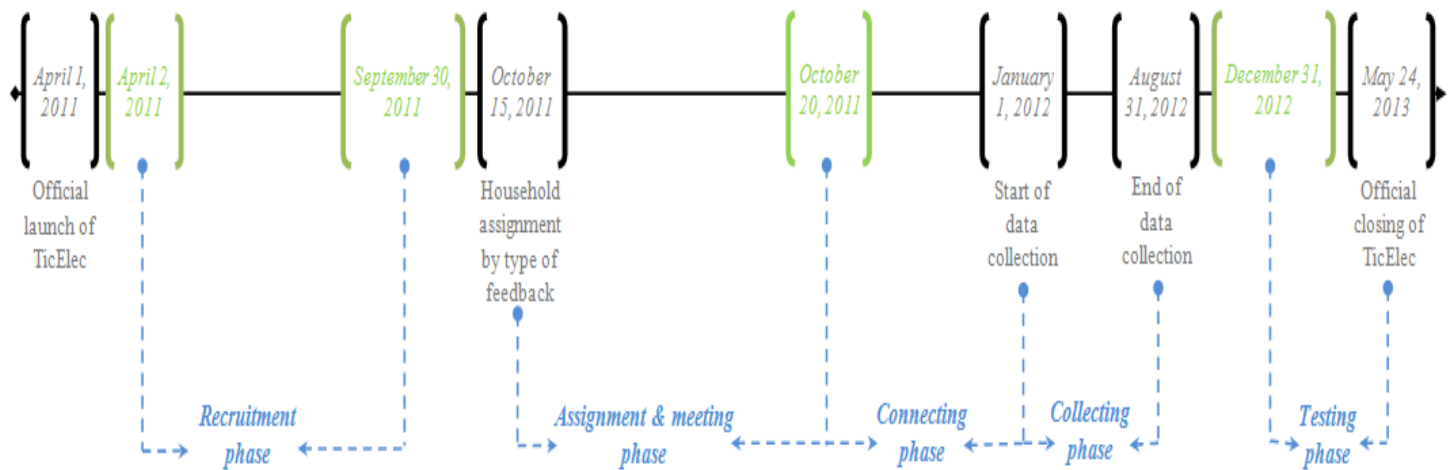 April 1,
2011
April 2,
2011
September 30,
2011
October
15, 2011
October
20, 2011
January
1, 2012
August
31, 2012
December 31,
2012
May 24,
2013
Official
launch of
TicElec
Household
assignment
by type of
feedback
Start of
data
collection
End of
data
collection
Official
closing of
TicElec
Recruitment
phase
Assignment & meeting
phase
Connecting
phase
Collecting
phase
Testing
phase